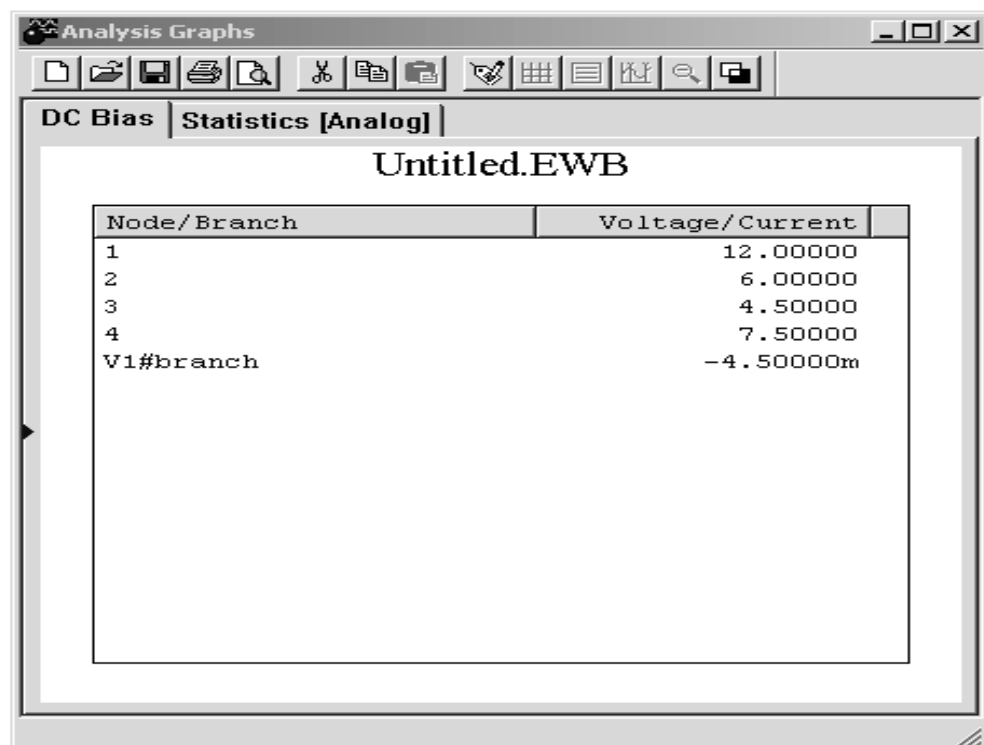 Analysis Graphs
DC Bias Statistics [Analog]
Untitled.EWB
Node/Branch Voltage/Current
1 12.00000
2 6.00000
3 4.50000
4 7.50000
V1#branch -4.50000m